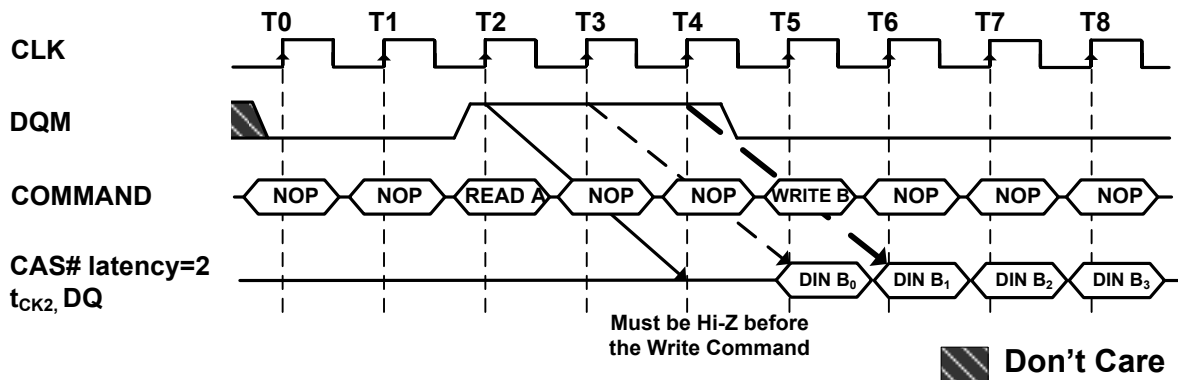 T0 T1 T2 T3 T4 T5 T6 T7 T8
CLK
DQM
COMMAND NOP NOP READ A NOP NOP WRITE B NOP NOP NOP
CAS# latency=2
tCK2, DQ DIN B0 DIN B1 DIN B2 DIN B3
Must be Hi-Z before
the Write Command
Don't Care